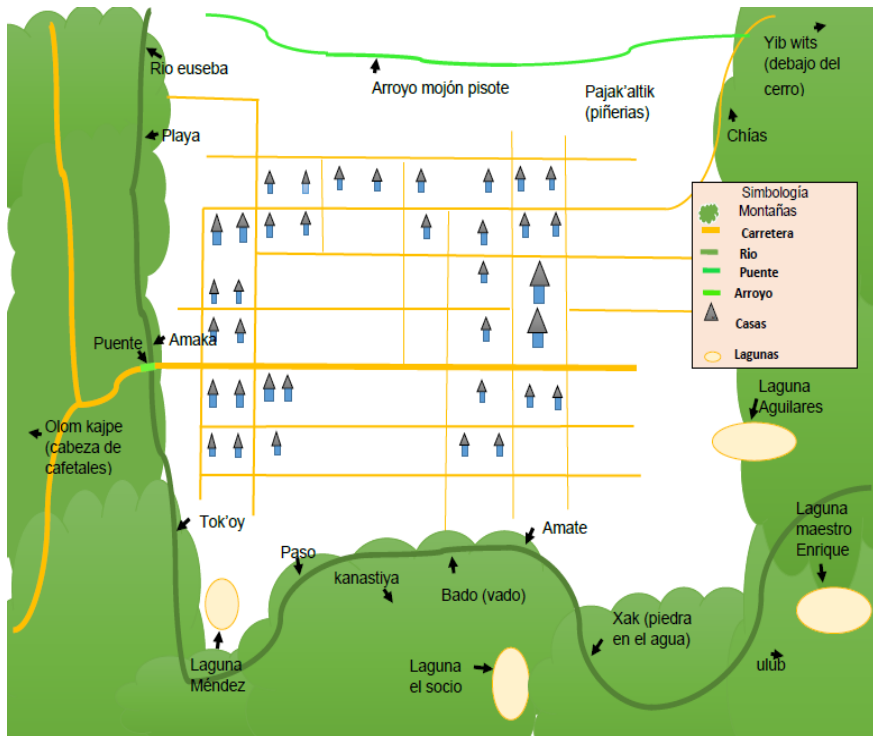 Rio euseba
Arroyo mojón pisote
Yib wits
(debajo del
cerro)
Pajak'altik
(piñerias)
Playa
Chías
Simbología
Montañas
Carretera
Rio
Puente
Arroyo
Casas
Lagunas
Puente
Amaka
Laguna
Aguilares
Olom kajpe
(cabeza de
cafetales)
Tok'oy
Amate
Laguna
maestro
Enrique
Paso
kanastiya
Bado (vado)
Xak (piedra
en el agua)
Laguna
Méndez
Laguna
el socio
ulub